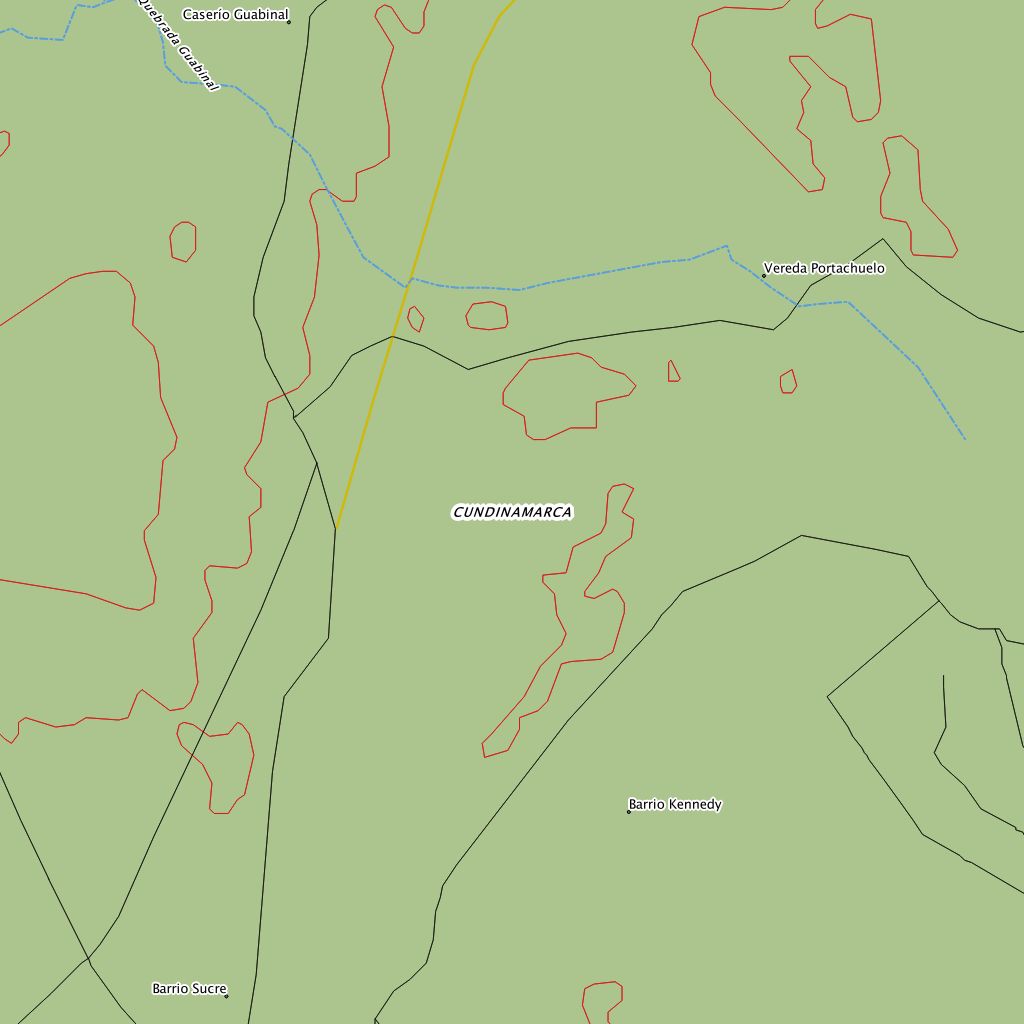 Caserío Guabinal
Quebrada Guabinal
Vereda Portachuelo
CUNDINAMARCA
Barrio Kennedy
Barrio Sucre